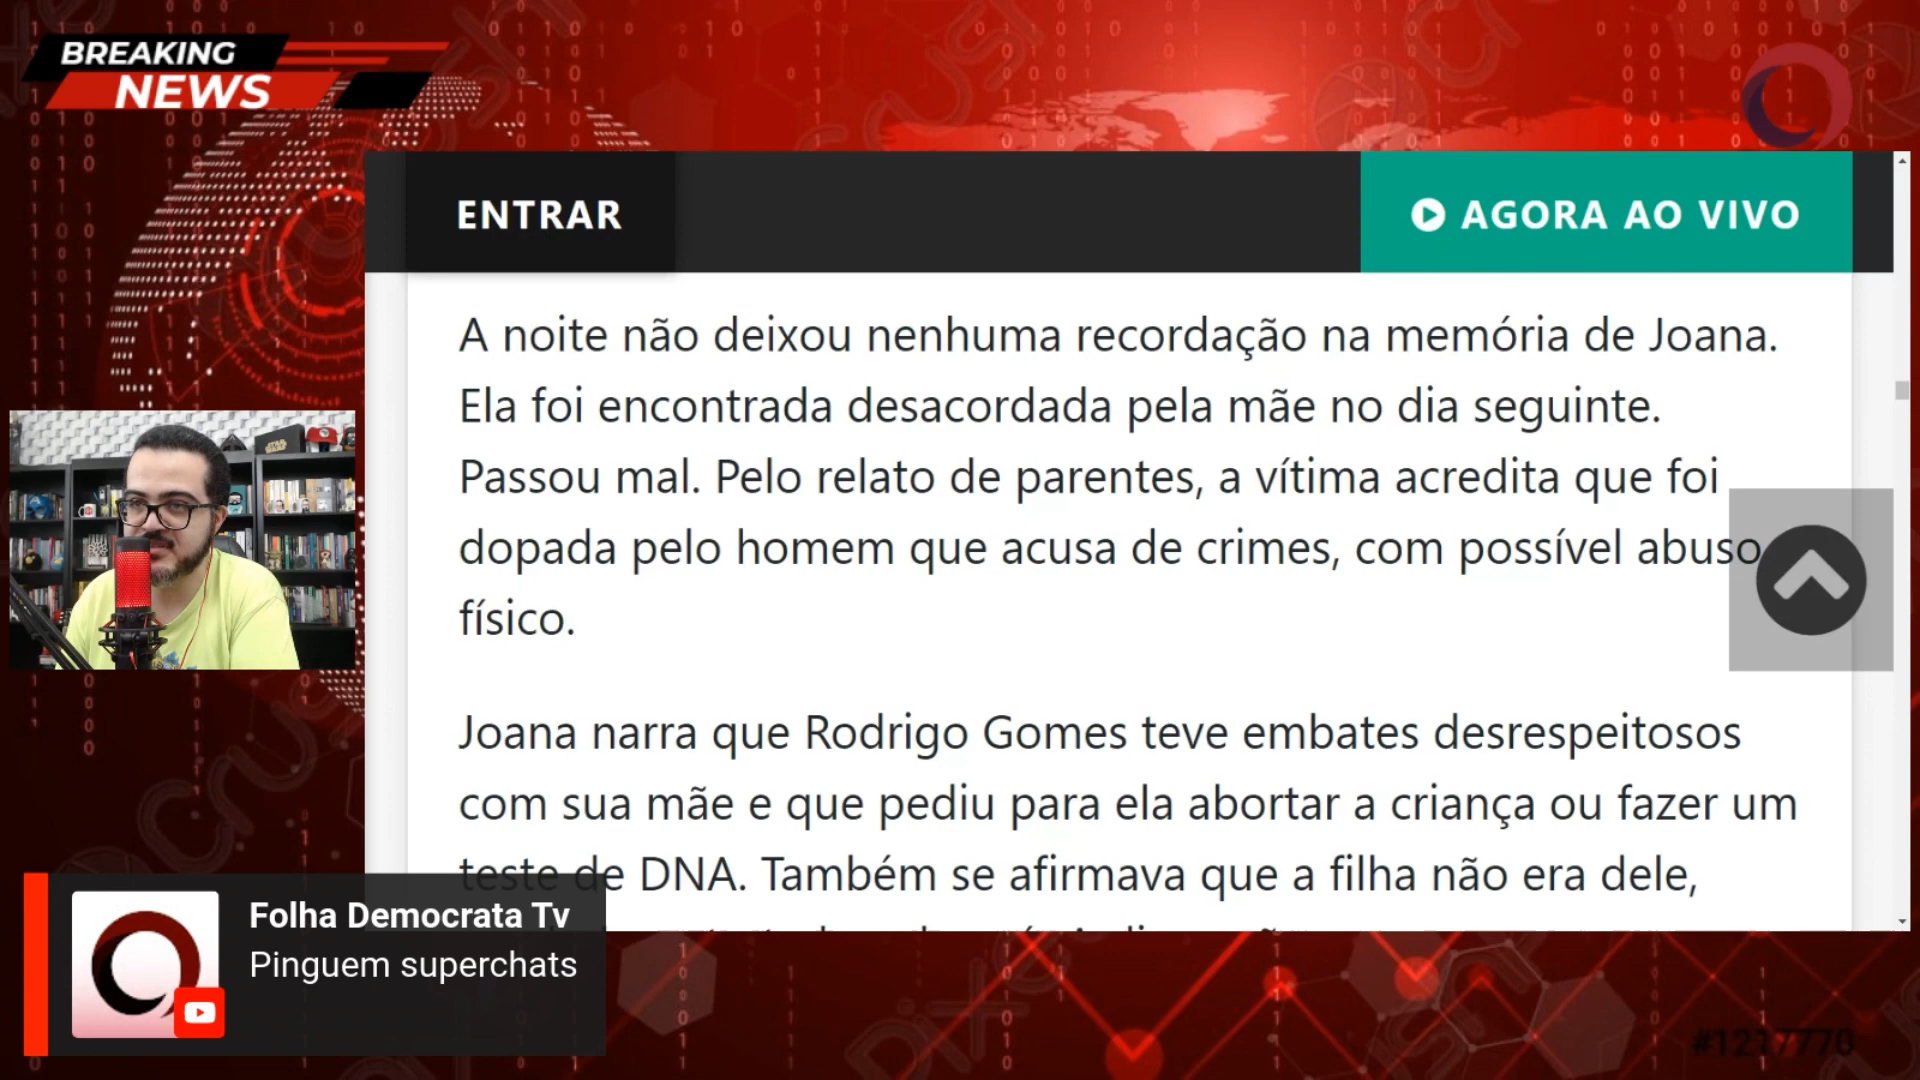 BREAKING
NEWS
ENTRAR
AGORA AO VIVO
A noite não deixou nenhuma recordação na memória de Joana.
Ela foi encontrada desacordada pela mãe no dia seguinte.
Passou mal. Pelo relato de parentes, a vítima acredita que foi
dopada pelo homem que acusa de crimes, com possível abuso
físico.
Joana narra que Rodrigo Gomes teve embates desrespeitosos
com sua mãe e que pediu para ela abortar a criança ou fazer um
teste de DNA. Também se afirmava que a filha não era dele,
Folha Democrata Tv
Pinguem superchats
#1217770